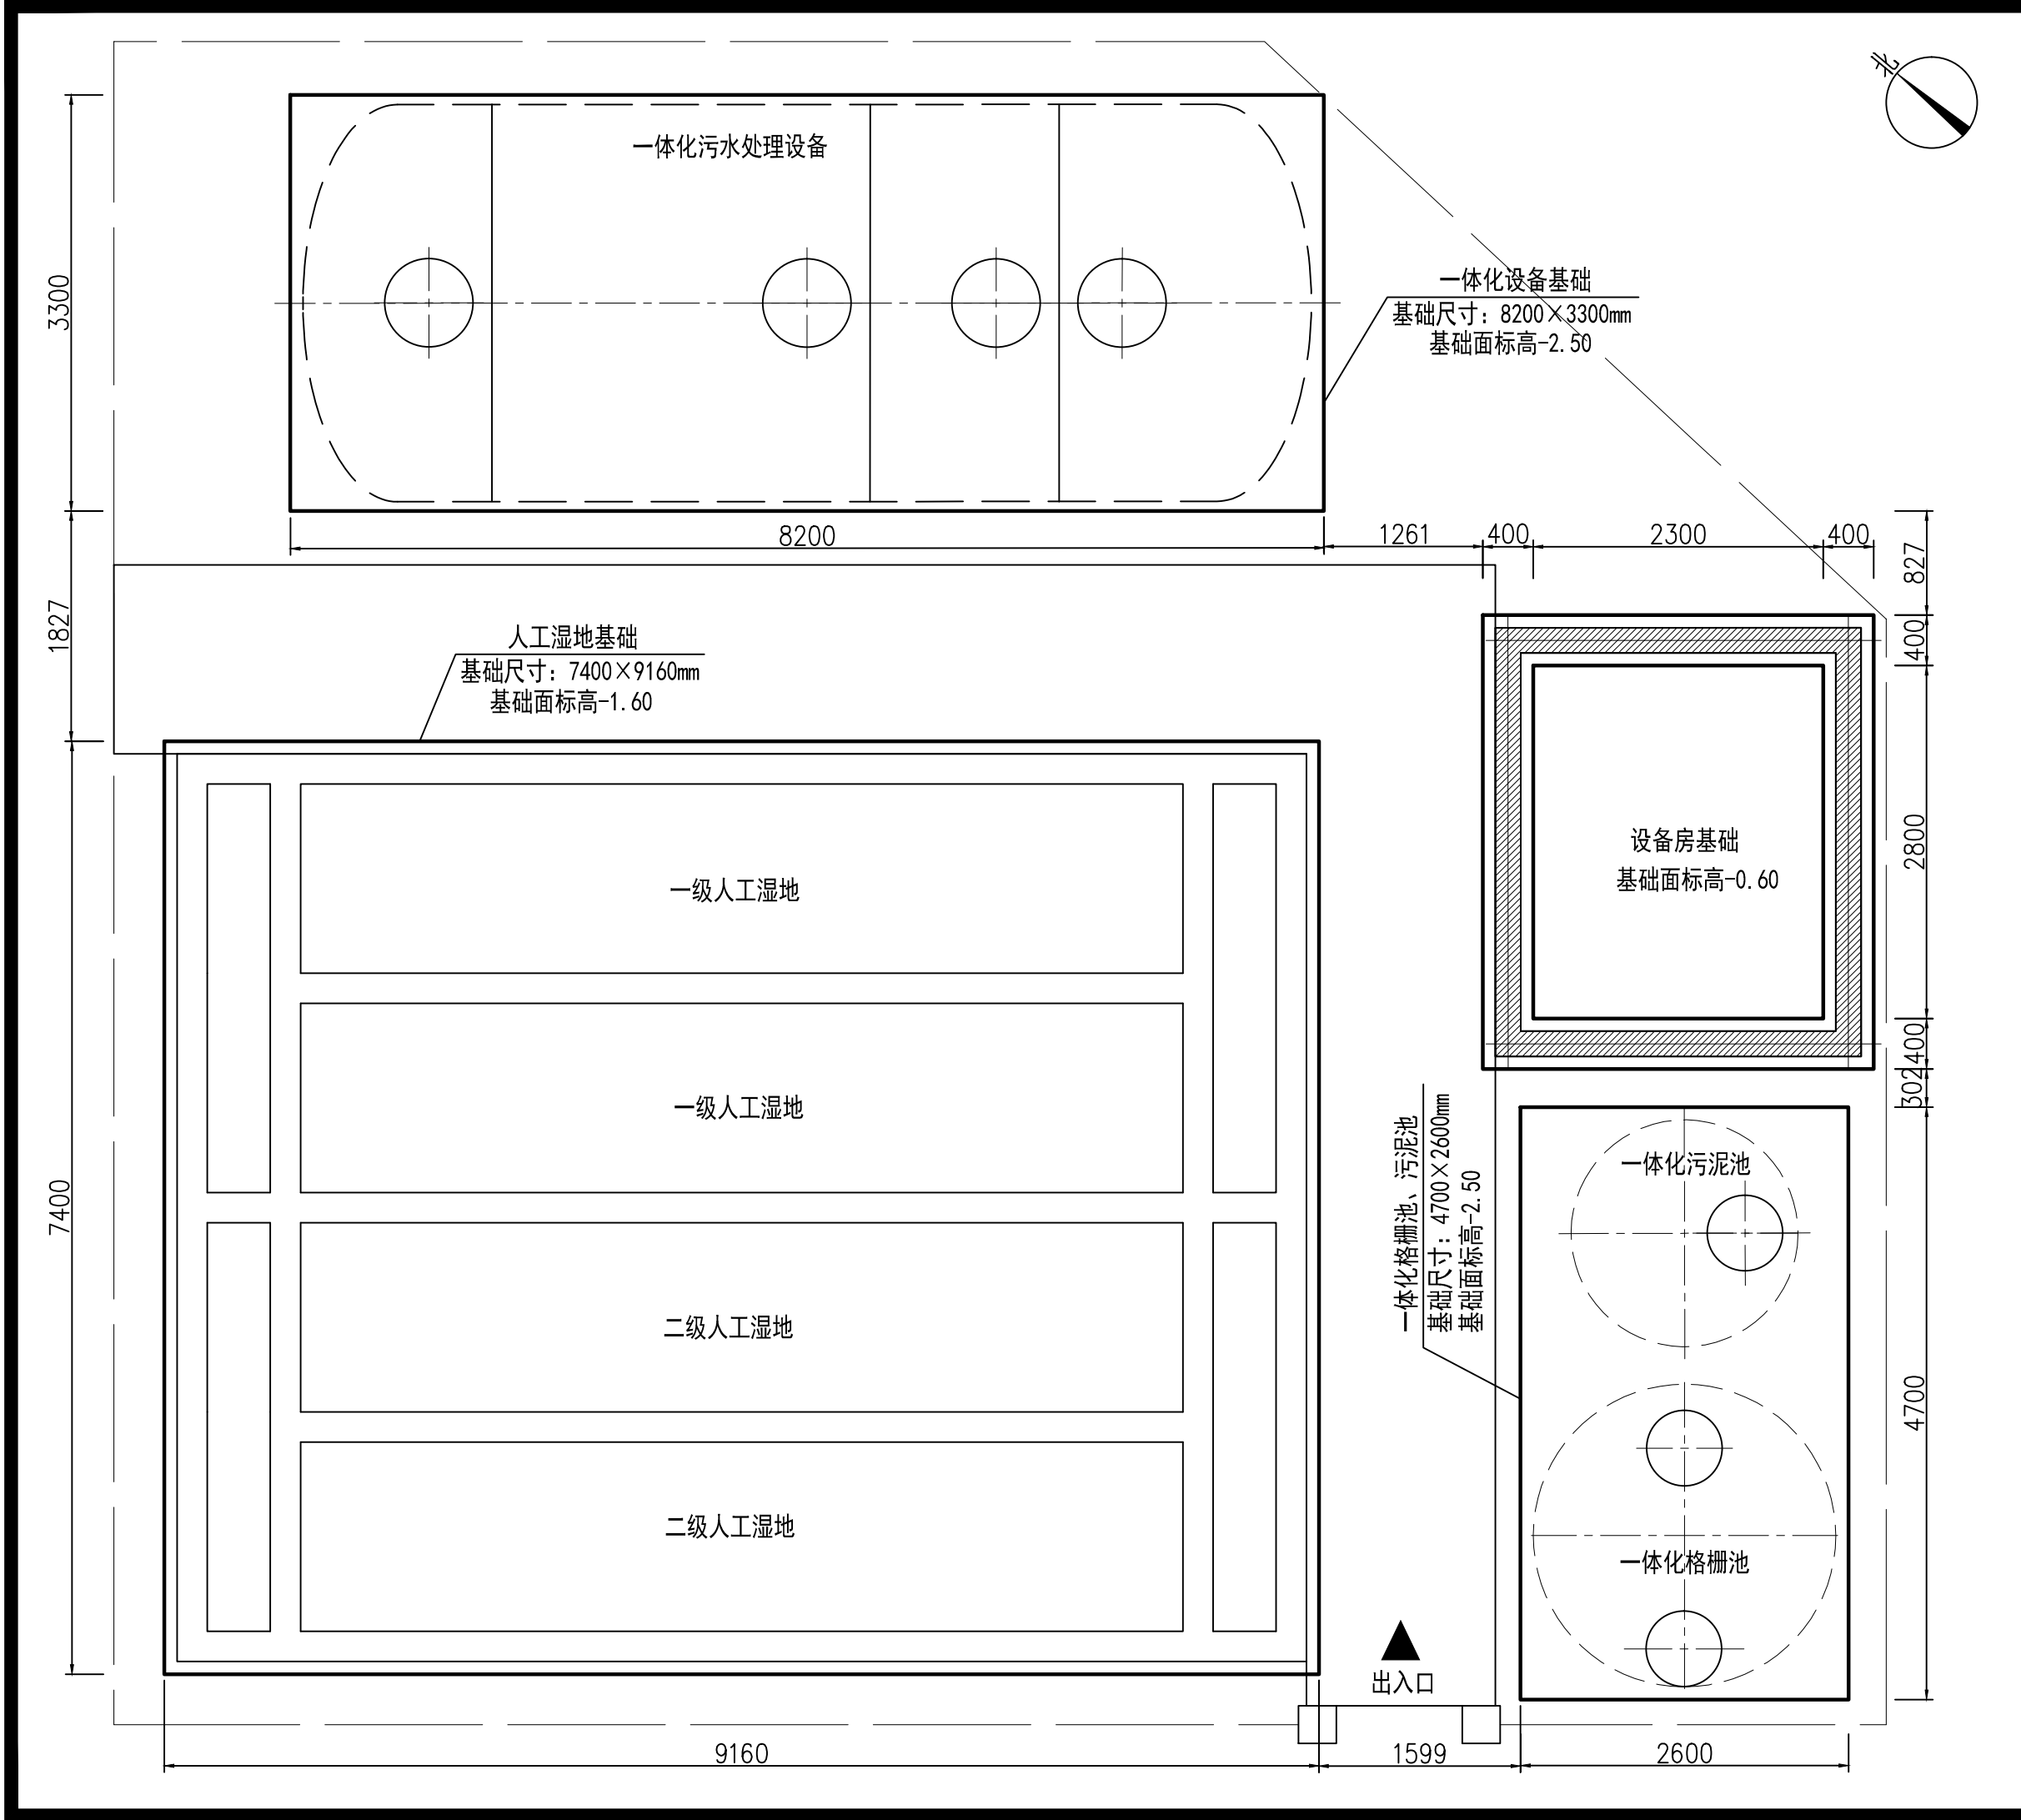 北
一体化污水处理设备
3300
一体化设备基础
基础尺寸：8200×3300mm
基础面标高-2.50
8200
1261
400
2300
400
827
1827
人工湿地基础
基础尺寸：7400×9160mm
基础面标高-1.60
400
设备房基础
基础面标高-0.60
2800
一级人工湿地
400
302
一级人工湿地
一体化格栅池、污泥池
基础尺寸：4700×2600mm
基础面标高-2.50
一体化污泥池
7400
二级人工湿地
4700
二级人工湿地
一体化格栅池
出入口
9160
1599
2600